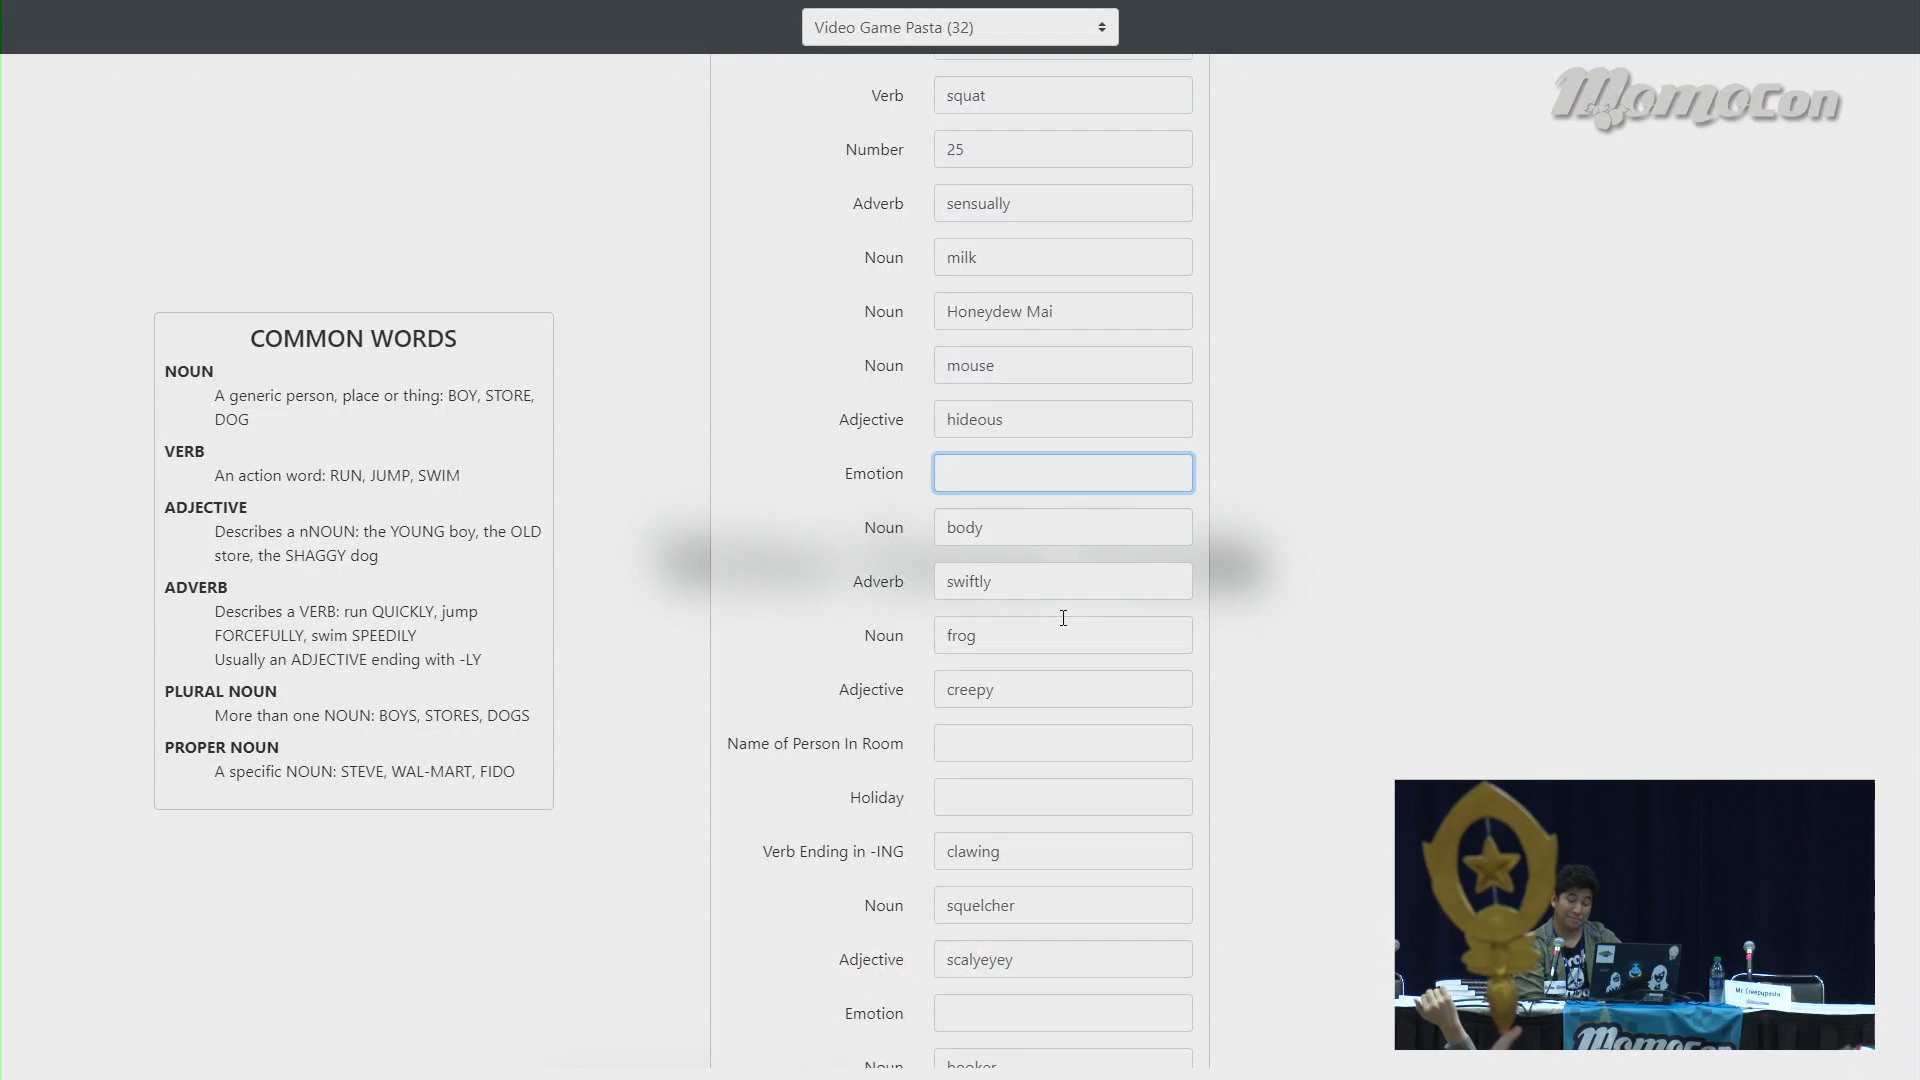 Video Game Pasta (32)
MomoCon
Verb squat
Number 25
Adverb sensually
Noun milk
Noun Honeydew Mai
Noun mouse
Adjective hideous
Emotion
Noun body
Adverb swiftly
Noun frog
Adjective creepy
Name of Person In Room
Holiday
Verb Ending in -ING clawing
Noun squelcher
Adjective scalyeyey
Emotion
Noun hooker
COMMON WORDS
NOUN
A generic person, place or thing: BOY, STORE,
DOG
VERB
An action word: RUN, JUMP, SWIM
ADJECTIVE
Describes a nNOUN: the YOUNG boy, the OLD
store, the SHAGGY dog
ADVERB
Describes a VERB: run QUICKLY, jump
FORCEFULLY, swim SPEEDILY
Usually an ADJECTIVE ending with -LY
PLURAL NOUN
More than one NOUN: BOYS, STORES, DOGS
PROPER NOUN
A specific NOUN: STEVE, WAL-MART, FIDO
Mr. Creepypasta
MomoCon